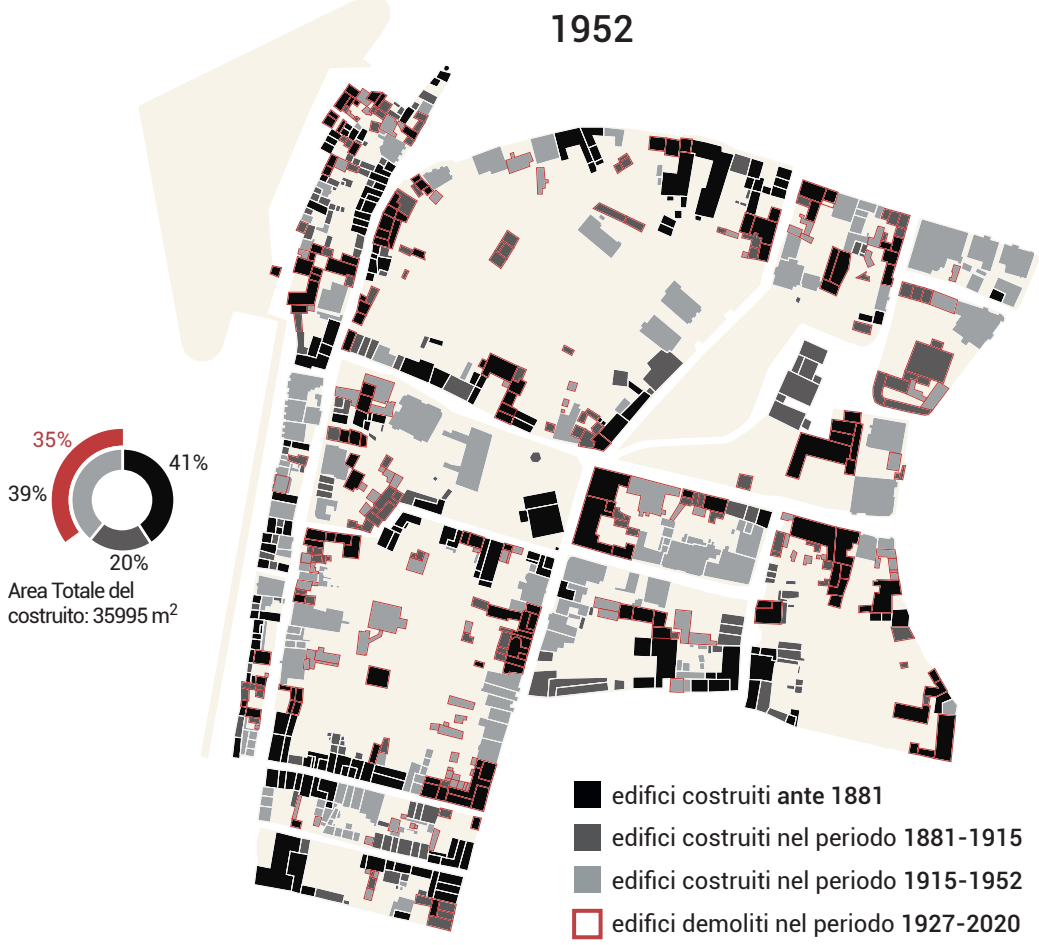 1952
35%
41%
39%
20%
Area Totale del
costruito: 35995 m²
edifici costruiti ante 1881
edifici costruiti nel periodo 1881-1915
edifici costruiti nel periodo 1915-1952
edifici demoliti nel periodo 1927-2020